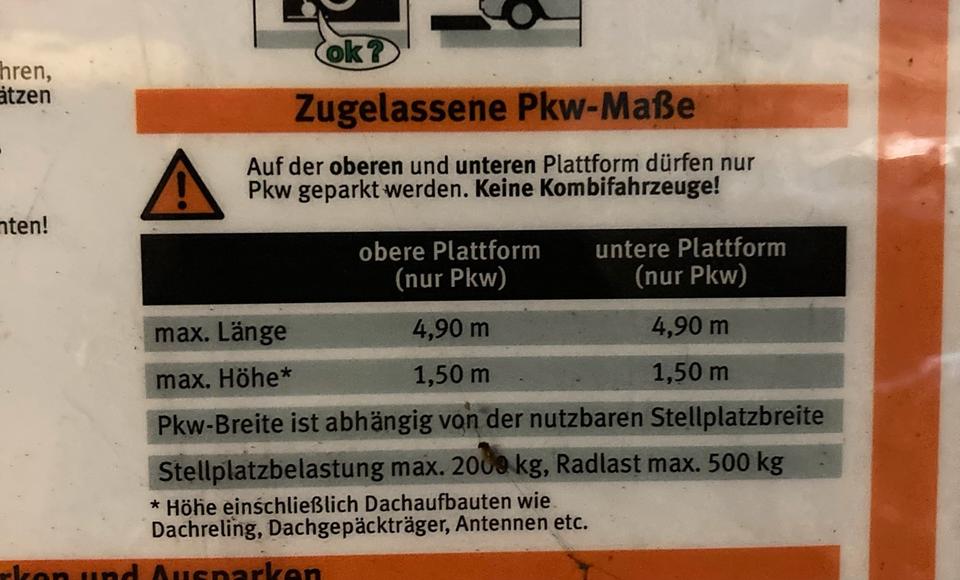 ok?
hren,
ätzen
nten!
Zugelassene Pkw-Maße
Auf der oberen und unteren Plattform dürfen nur
Pkw geparkt werden. Keine Kombifahrzeuge!
obere Plattform
(nur Pkw)
untere Plattform
(nur Pkw)
max. Länge 4,90 m 4,90 m
max. Höhe* 1,50 m 1,50 m
Pkw-Breite ist abhängig von der nutzbaren Stellplatzbreite
Stellplatzbelastung max. 2000 kg, Radlast max. 500 kg
* Höhe einschließlich Dachaufbauten wie
Dachreling, Dachgepäckträger, Antennen etc.
rken und Ausparken